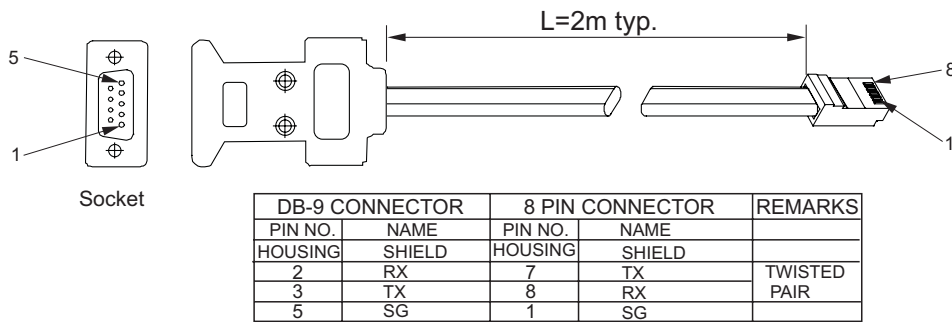 L=2m typ.
5
8
1
1
Socket
DB-9 CONNECTOR 8 PIN CONNECTOR REMARKS
PIN NO. NAME PIN NO. NAME
HOUSING SHIELD HOUSING SHIELD
2 RX 7 TX TWISTED
3 TX 8 RX PAIR
5 SG 1 SG